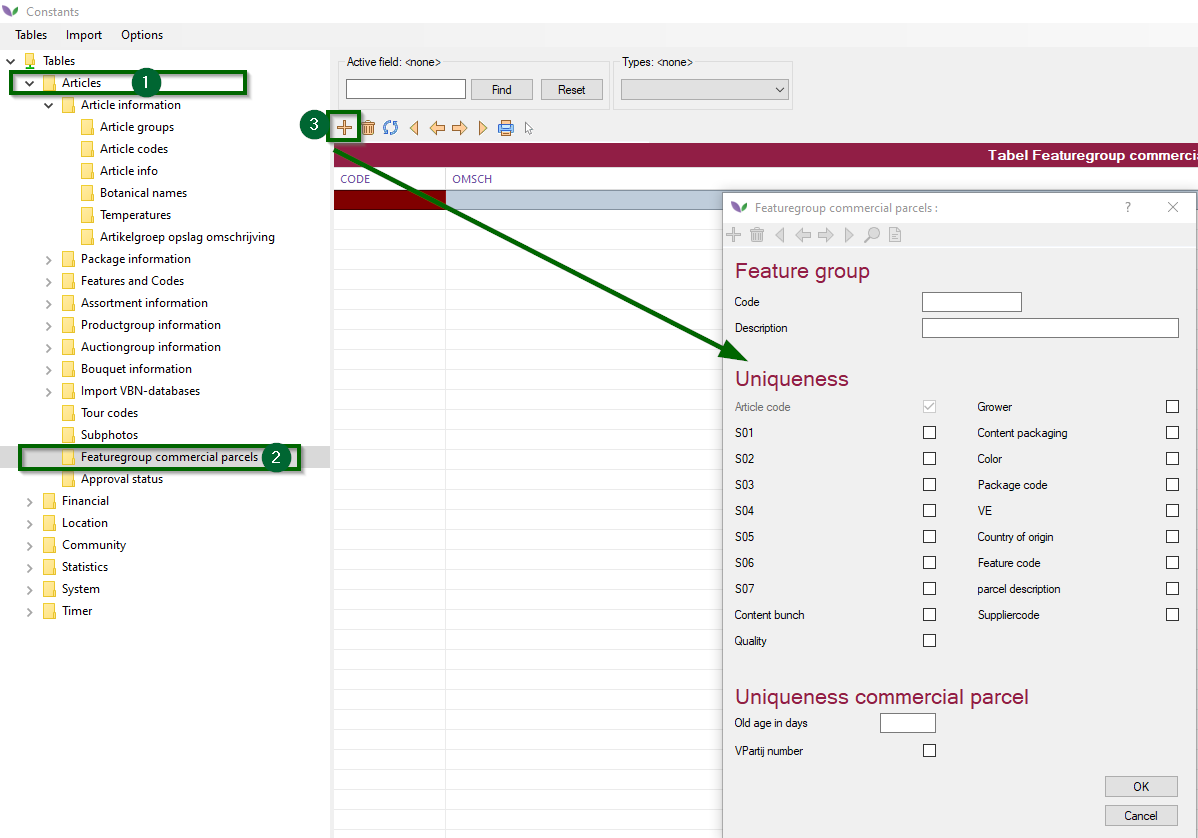 Constants
Tables Import Options
Tables
Articles 1
Article information
Article groups
Article codes
Article info
Botanical names
Temperatures
Artikelgroep opslag omschrijving
Package information
Features and Codes
Assortment information
Productgroup information
Auctiongroup information
Bouquet information
Import VBN-databases
Tour codes
Subphotos
Featuregroup commercial parcels 2
Approval status
Financial
Location
Community
Statistics
System
Timer
Active field: <none>
Find Reset
Types: <none>
3
Tabel Featuregroup commercia
CODE OMSCH
Featuregroup commercial parcels : ?
Feature group
Code
Description
Uniqueness
Article code Grower
S01 Content packaging
S02 Color
S03 Package code
S04 VE
S05 Country of origin
S06 Feature code
S07 parcel description
Content bunch Suppliercode
Quality
Uniqueness commercial parcel
Old age in days
VPartij number
OK
Cancel